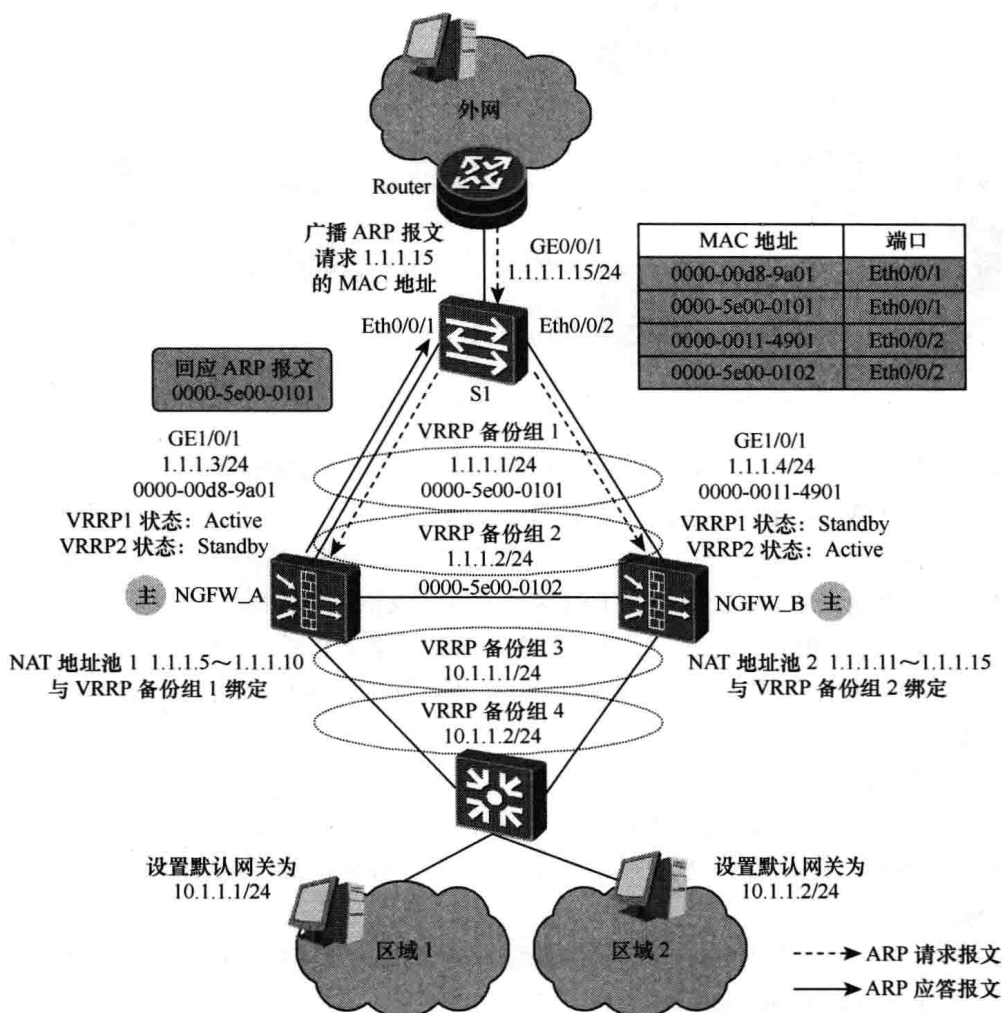 外网
Router
广播 ARP 报文
请求 1.1.1.15
的 MAC 地址
GE0/0/1
1.1.1.1.15/24
MAC 地址 端口
0000-00d8-9a01 Eth0/0/1
0000-5e00-0101 Eth0/0/1
0000-0011-4901 Eth0/0/2
0000-5e00-0102 Eth0/0/2
Eth0/0/1
Eth0/0/2
S1
回应 ARP 报文
0000-5e00-0101
GE1/0/1
1.1.1.3/24
0000-00d8-9a01
VRRP1 状态：Active
VRRP2 状态：Standby
VRRP 备份组 1
1.1.1.1/24
0000-5e00-0101
VRRP 备份组 2
1.1.1.2/24
0000-5e00-0102
GE1/0/1
1.1.1.4/24
0000-0011-4901
VRRP1 状态：Standby
VRRP2 状态：Active
主 NGFW_A
NGFW_B 主
NAT 地址池 1 1.1.1.5～1.1.1.10
与 VRRP 备份组 1 绑定
VRRP 备份组 3
10.1.1.1/24
VRRP 备份组 4
10.1.1.2/24
NAT 地址池 2 1.1.1.11～1.1.1.15
与 VRRP 备份组 2 绑定
设置默认网关为
10.1.1.1/24
设置默认网关为
10.1.1.2/24
区域 1
区域 2
ARP 请求报文
ARP 应答报文